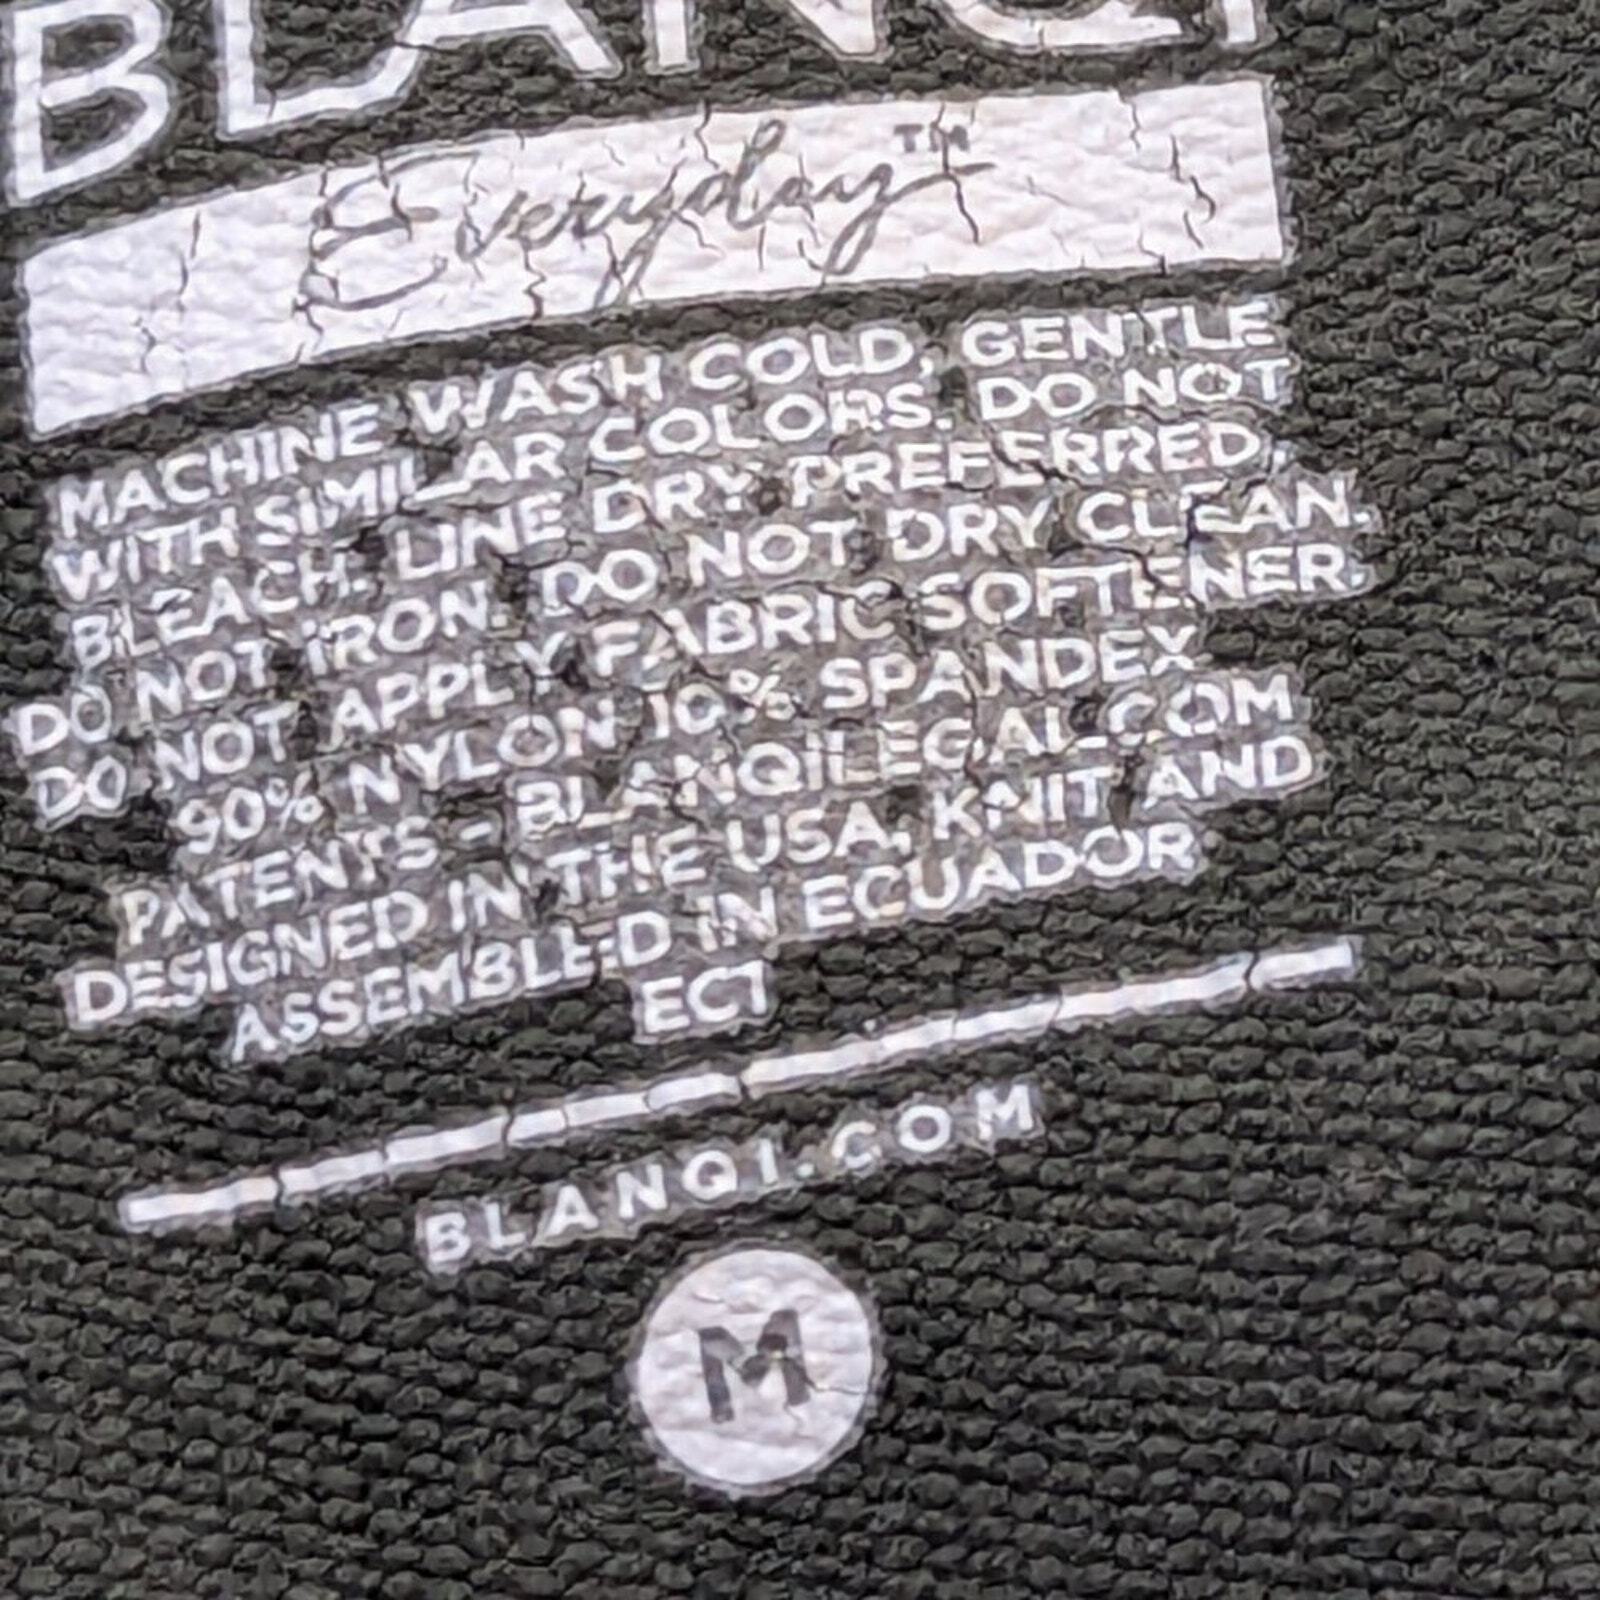 BLANQI
Everyday™
MACHINE WASH COLD, GENTLE
WITH SIMILAR COLORS. DO NOT
BLEACH. LINE DRY PREFERRED,
DO NOT IRON. DO NOT DRY CLEAN.
DO NOT APPLY FABRIC SOFTENER.
90% NYLON 10% SPANDEX
PATENTS - BLANQILEGAL.COM
DESIGNED IN THE USA, KNIT AND
ASSEMBLED IN ECUADOR
ECT
BLANQI.COM
M